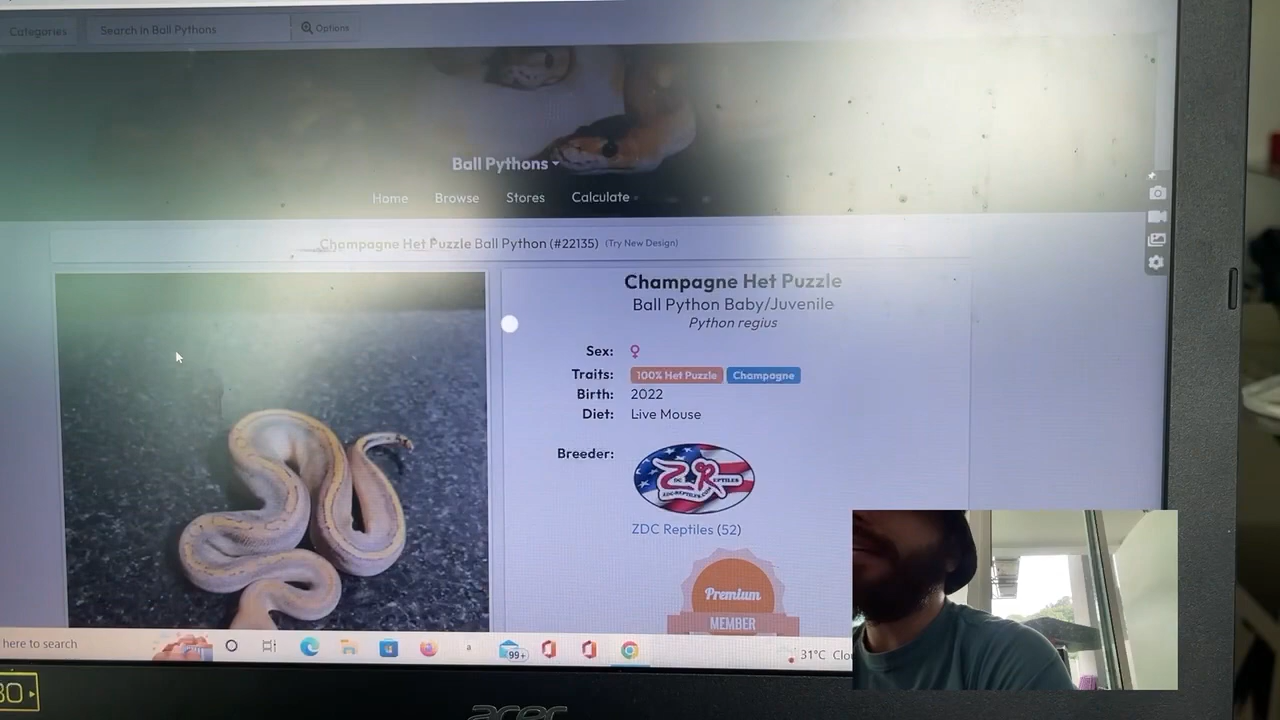 Categories
Search in Ball Pythons
Options
Ball Pythons
Home Browse Stores Calculate
Champagne Het Puzzle Ball Python (#22135) (Try New Design)
Champagne Het Puzzle
Ball Python Baby/Juvenile
Python regius
Sex: ♀
Traits: 100% Het Puzzle Champagne
Birth: 2022
Diet: Live Mouse
Breeder:
ZDC Reptiles (52)
Premium
MEMBER
here to search
a
99+
31°C Clou
acer